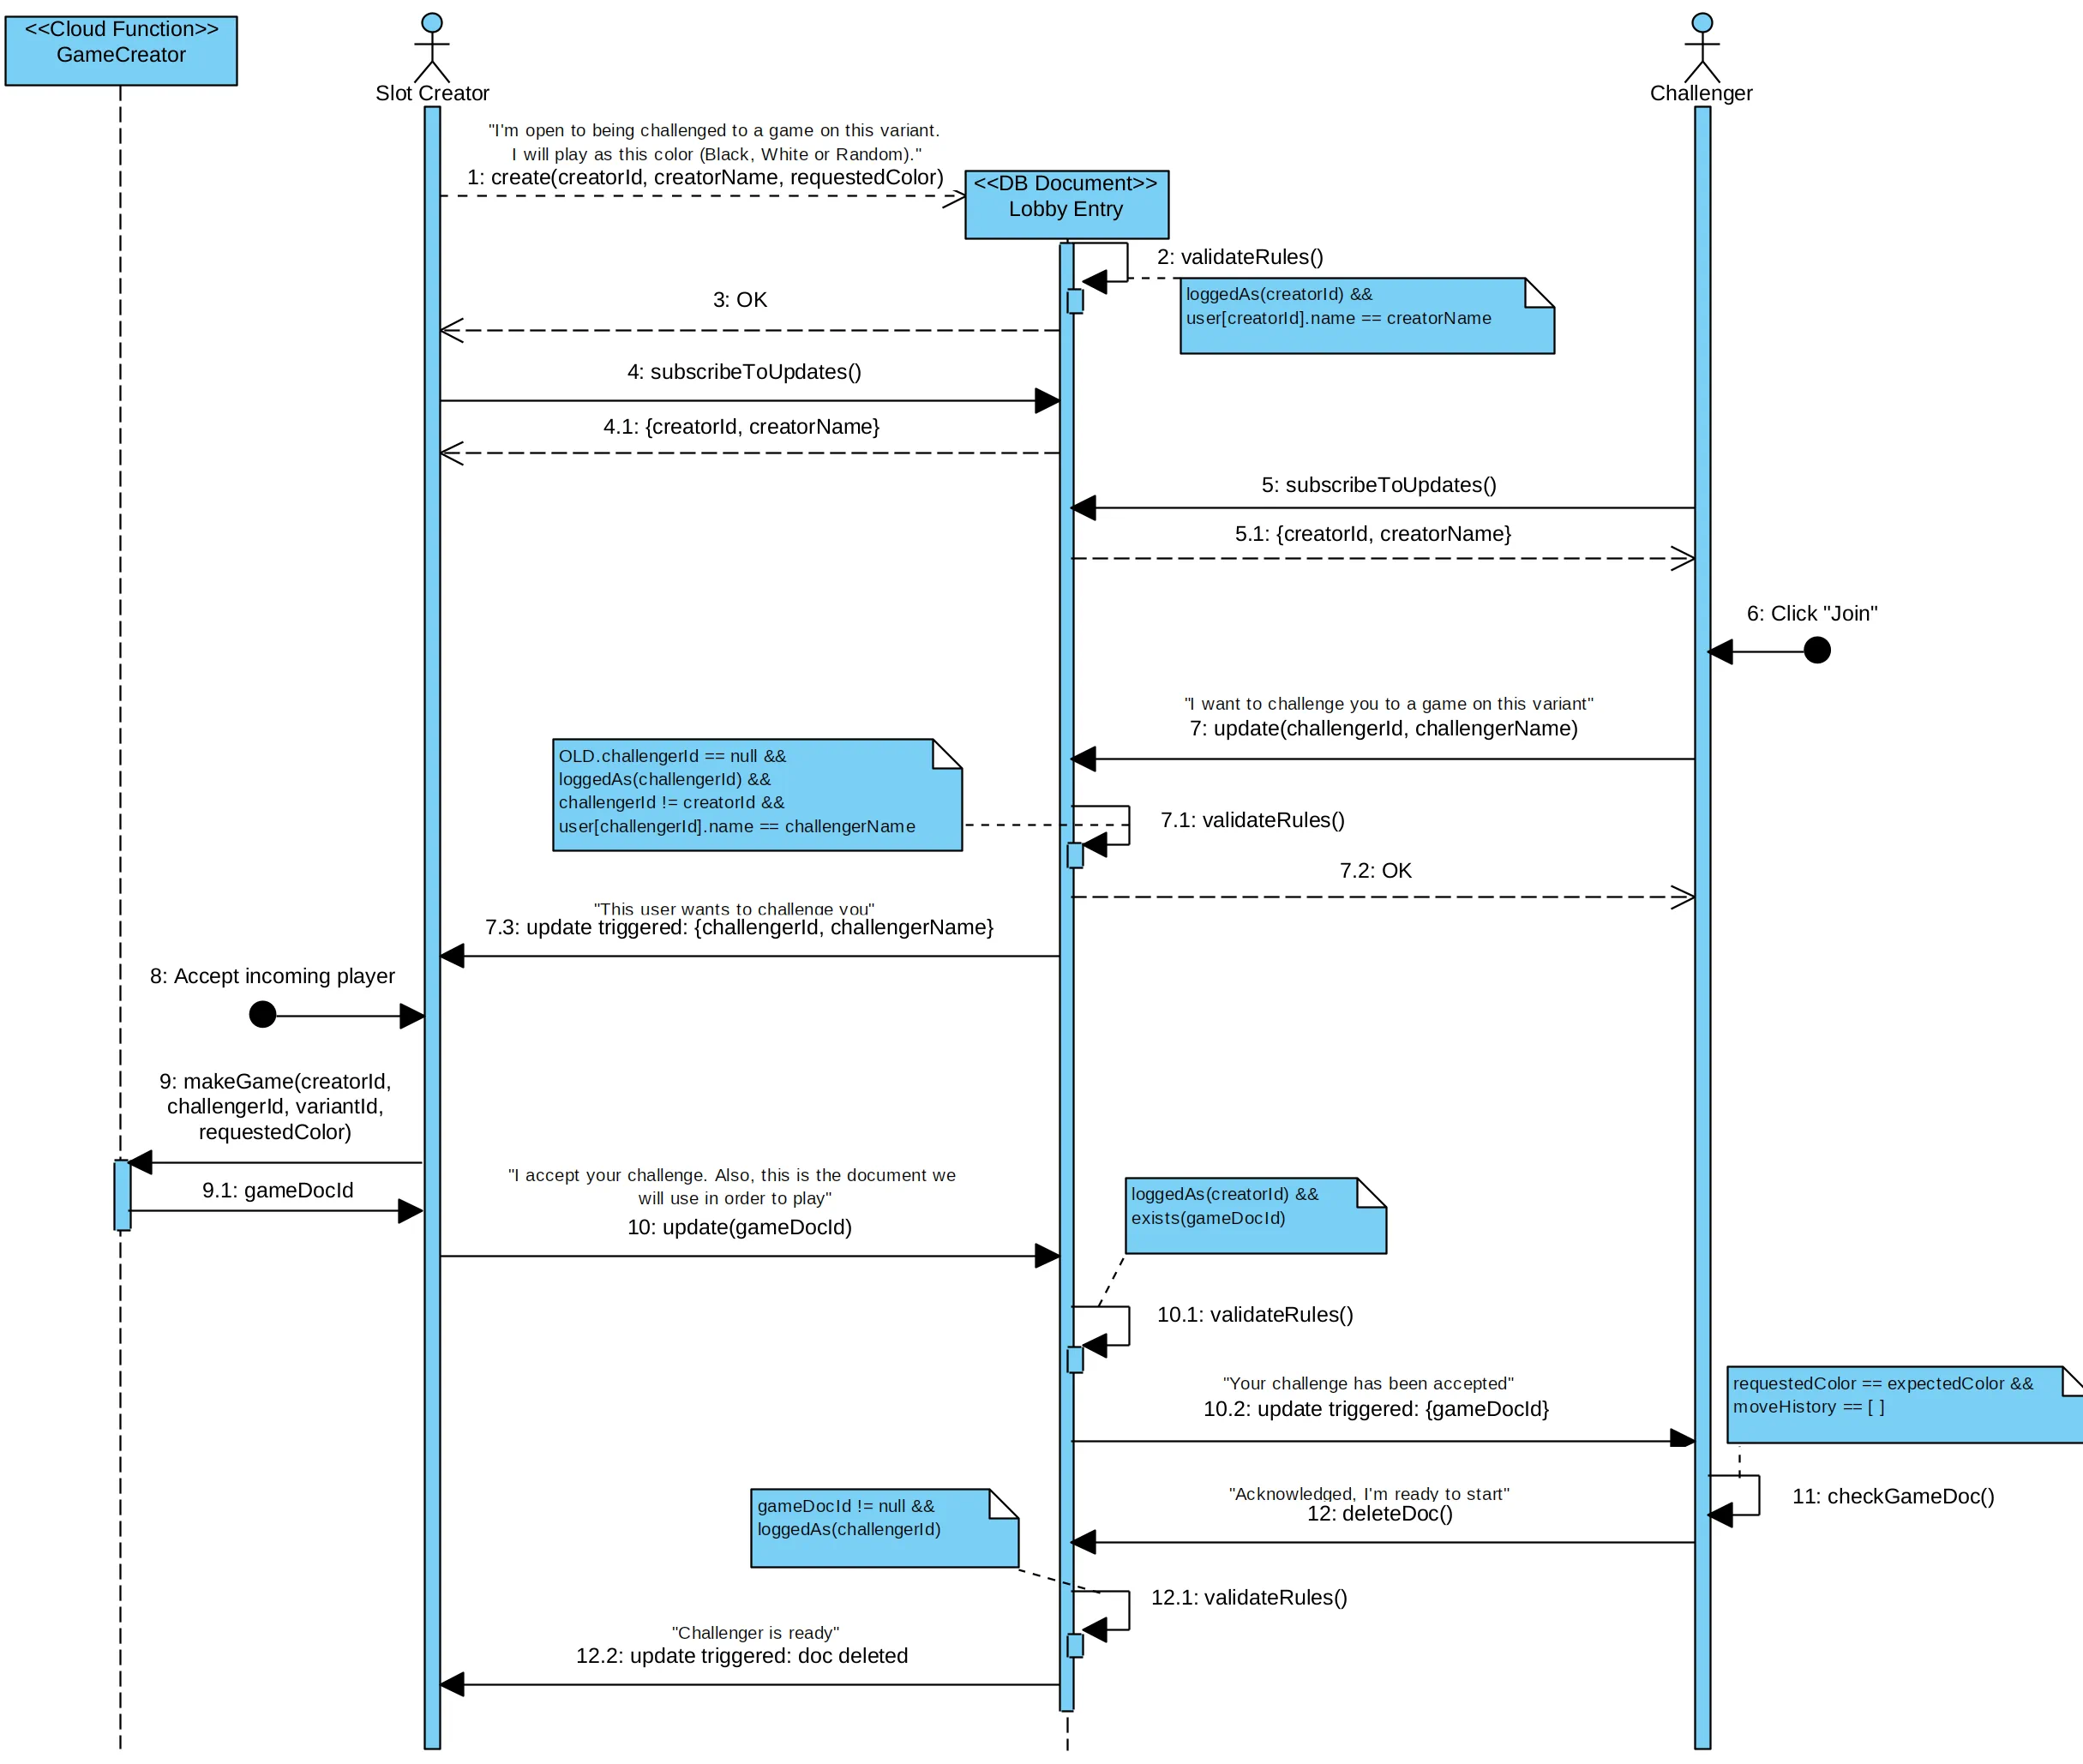 <<Cloud Function>>
GameCreator
Slot Creator
Challenger
"I'm open to being challenged to a game on this variant.
I will play as this color (Black, White or Random)."
1: create(creatorId, creatorName, requestedColor)
<<DB Document>>
Lobby Entry
2: validateRules()
loggedAs(creatorId) &&
user[creatorId].name == creatorName
3: OK
4: subscribeToUpdates()
4.1: {creatorId, creatorName}
5: subscribeToUpdates()
5.1: {creatorId, creatorName}
6: Click "Join"
"I want to challenge you to a game on this variant"
7: update(challengerId, challengerName)
OLD.challengerId == null &&
loggedAs(challengerId) &&
challengerId != creatorId &&
user[challengerId].name == challengerName
7.1: validateRules()
7.2: OK
"This user wants to challenge you"
7.3: update triggered: {challengerId, challengerName}
8: Accept incoming player
9: makeGame(creatorId,
challengerId, variantId,
requestedColor)
9.1: gameDocId
"I accept your challenge. Also, this is the document we
will use in order to play"
10: update(gameDocId)
loggedAs(creatorId) &&
exists(gameDocId)
10.1: validateRules()
"Your challenge has been accepted"
10.2: update triggered: {gameDocId}
requestedColor == expectedColor &&
moveHistory == [ ]
11: checkGameDoc()
"Acknowledged, I'm ready to start"
12: deleteDoc()
gameDocId != null &&
loggedAs(challengerId)
12.1: validateRules()
"Challenger is ready"
12.2: update triggered: doc deleted